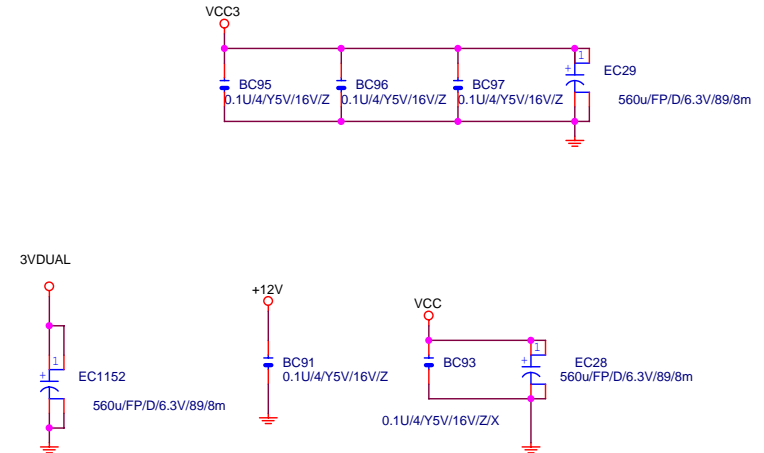 VCC3
BC95
0.1U/4/Y5V/16V/Z
BC96
0.1U/4/Y5V/16V/Z
BC97
0.1U/4/Y5V/16V/Z
1
+
EC29
560u/FP/D/6.3V/89/8m
3VDUAL
1
+
EC1152
560u/FP/D/6.3V/89/8m
+12V
BC91
0.1U/4/Y5V/16V/Z
VCC
BC93
0.1U/4/Y5V/16V/Z/X
1
+
EC28
560u/FP/D/6.3V/89/8m